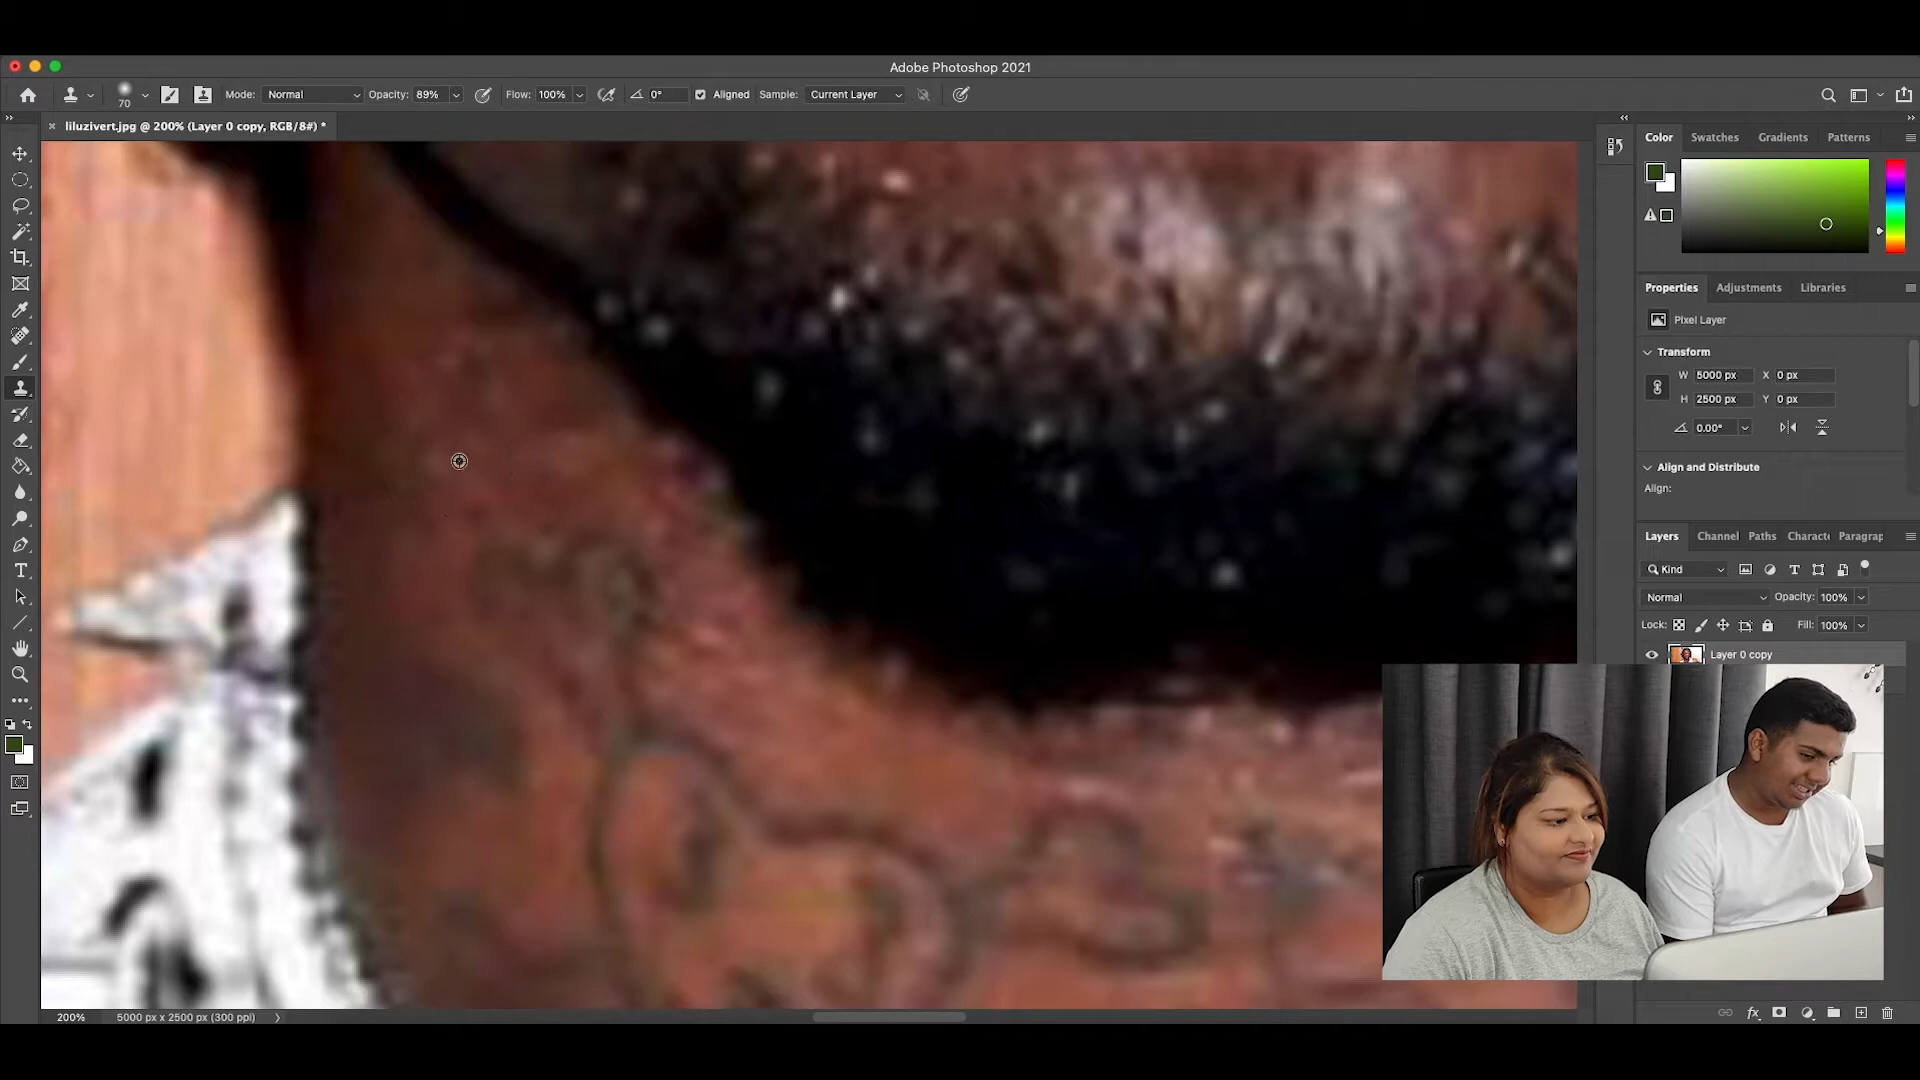 Adobe Photoshop 2021
70
Mode: Normal
Opacity: 89%
Flow: 100%
0°
Aligned
Sample: Current Layer
× liluzivert.jpg @ 200% (Layer 0 copy, RGB/8#) *
Color Swatches Gradients Patterns
Properties Adjustments Libraries
Pixel Layer
Transform
W 5000 px X 0 px
H 2500 px Y 0 px
0.00°
Align and Distribute
Align:
Layers Channel Paths Characte Paragrap
Kind
Normal Opacity: 100%
Lock: Fill: 100%
Layer 0 copy
200% 5000 px x 2500 px (300 ppi)